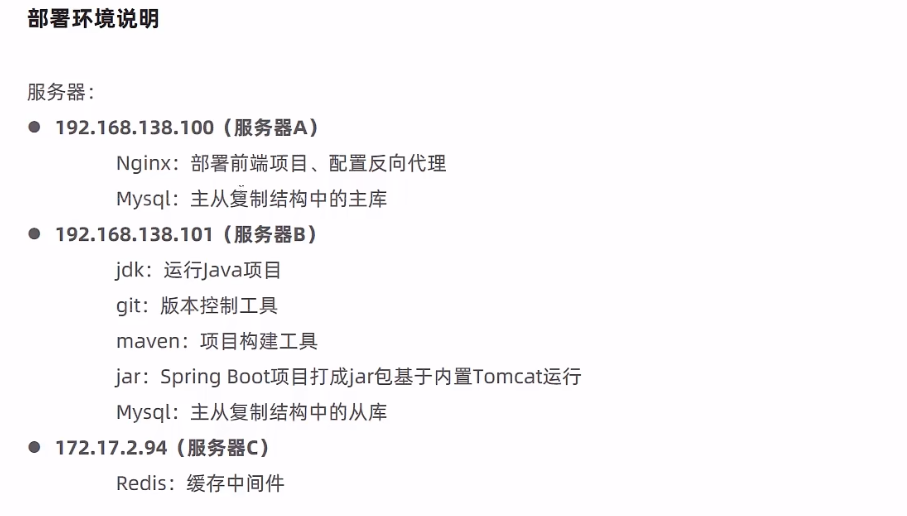 部署环境说明
服务器：
● 192.168.138.100（服务器A）
Nginx：部署前端项目、配置反向代理
Mysql：主从复制结构中的主库
● 192.168.138.101（服务器B）
jdk：运行Java项目
git：版本控制工具
maven：项目构建工具
jar：Spring Boot项目打成jar包基于内置Tomcat运行
Mysql：主从复制结构中的从库
● 172.17.2.94（服务器C）
Redis：缓存中间件